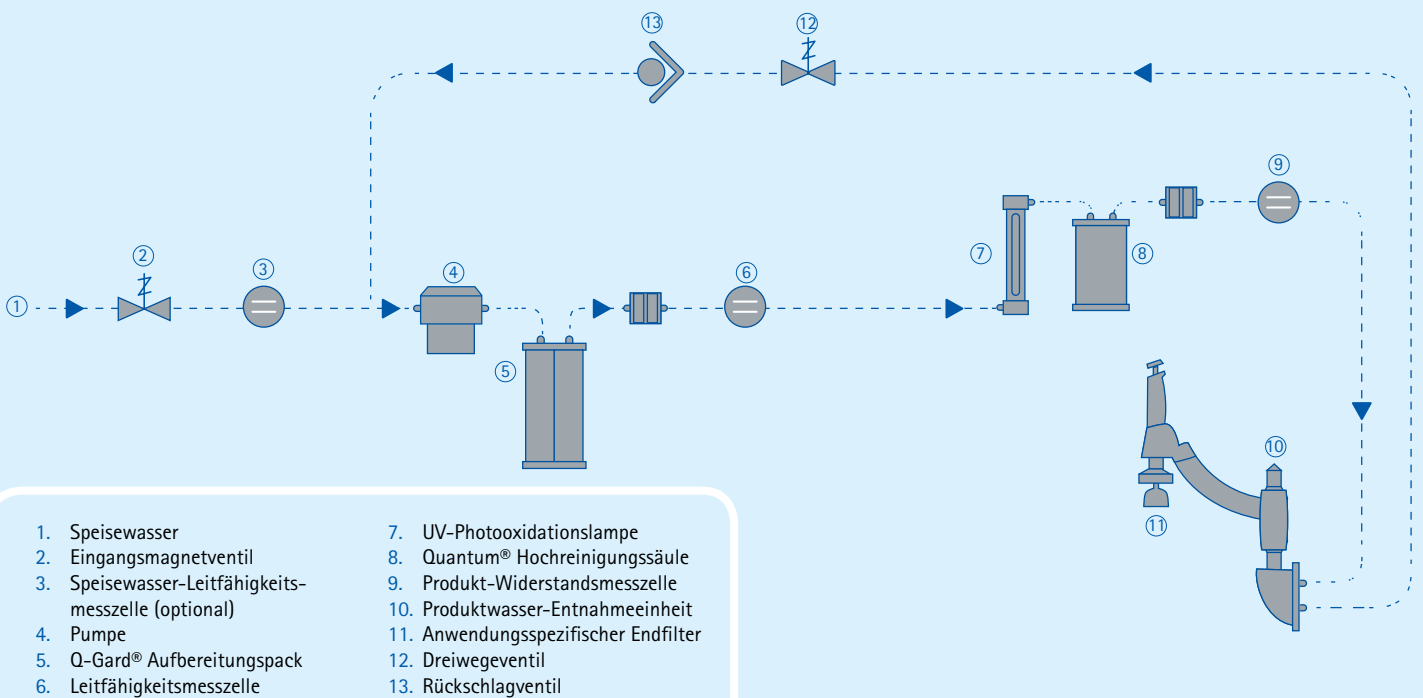 13
12
9
2
3
4
6
7
8
1
5
10
11
1. Speisewasser
2. Eingangsmagnetventil
3. Speisewasser-Leitfähigkeits-
messzelle (optional)
4. Pumpe
5. Q-Gard® Aufbereitungspack
6. Leitfähigkeitsmesszelle
7. UV-Photooxidationslampe
8. Quantum® Hochreinigungssäule
9. Produkt-Widerstandsmesszelle
10. Produktwasser-Entnahmeeinheit
11. Anwendungsspezifischer Endfilter
12. Dreiwegeventil
13. Rückschlagventil